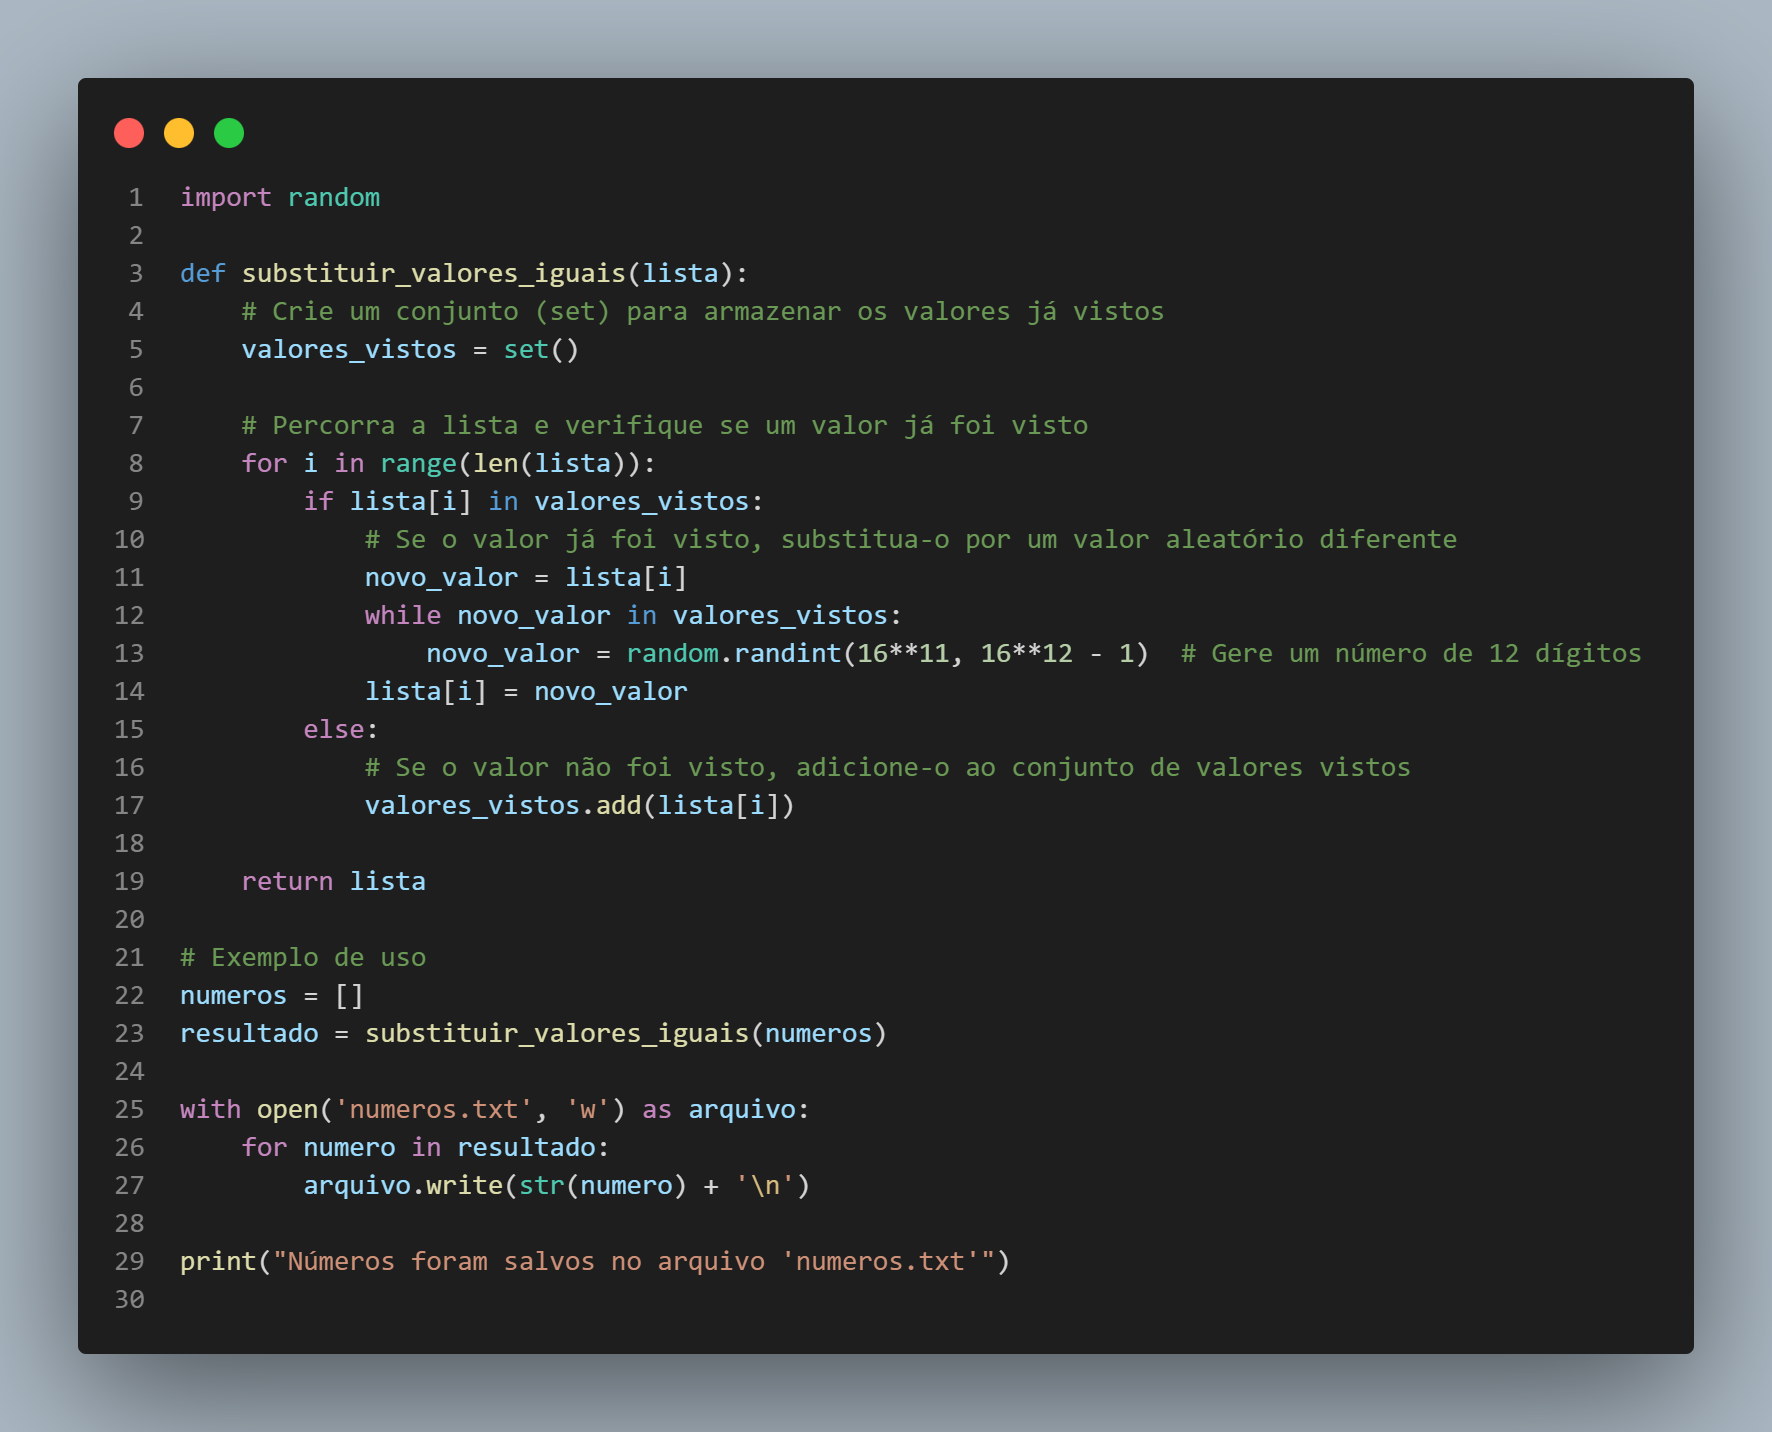 1 import random
2
3 def substituir_valores_iguais(lista):
4     # Crie um conjunto (set) para armazenar os valores já vistos
5     valores_vistos = set()
6
7     # Percorra a lista e verifique se um valor já foi visto
8     for i in range(len(lista)):
9         if lista[i] in valores_vistos:
10             # Se o valor já foi visto, substitua-o por um valor aleatório diferente
11             novo_valor = lista[i]
12             while novo_valor in valores_vistos:
13                 novo_valor = random.randint(16**11, 16**12 - 1)  # Gere um número de 12 dígitos
14             lista[i] = novo_valor
15         else:
16             # Se o valor não foi visto, adicione-o ao conjunto de valores vistos
17             valores_vistos.add(lista[i])
18
19     return lista
20
21 # Exemplo de uso
22 numeros = []
23 resultado = substituir_valores_iguais(numeros)
24
25 with open('numeros.txt', 'w') as arquivo:
26     for numero in resultado:
27         arquivo.write(str(numero) + '\n')
28
29 print("Números foram salvos no arquivo 'numeros.txt'")
30